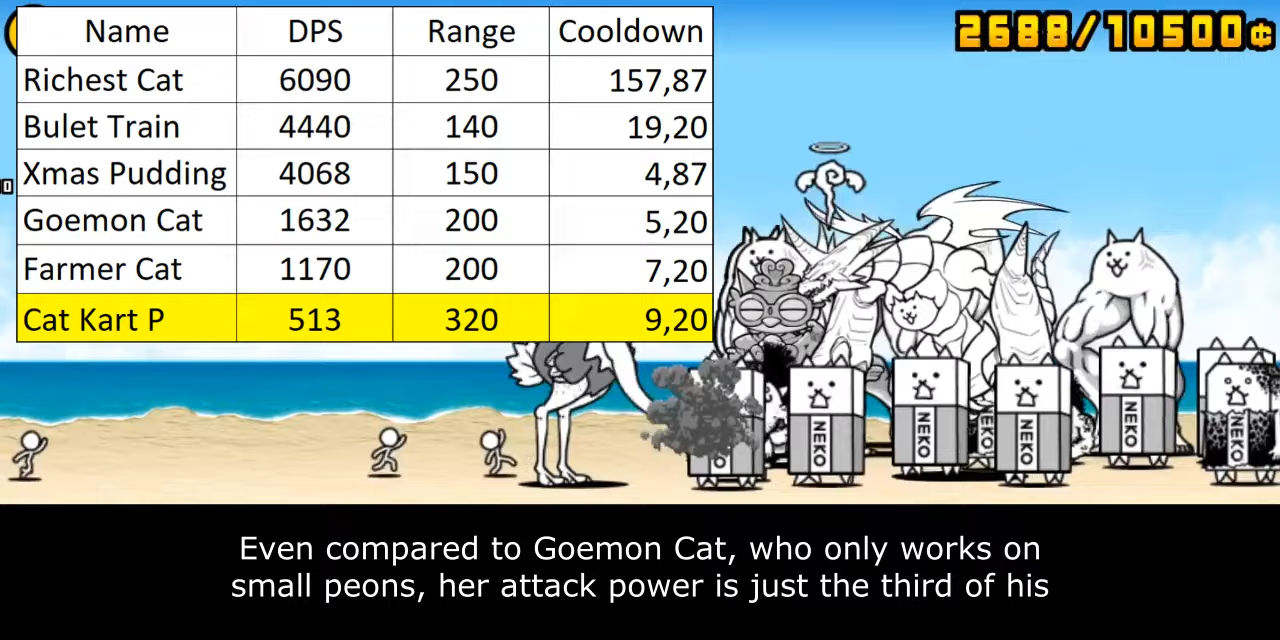 Name DPS Range Cooldown
2688/10500¢
Richest Cat 6090 250 157,87
Bulet Train 4440 140 19,20
Xmas Pudding 4068 150 4,87
Goemon Cat 1632 200 5,20
Farmer Cat 1170 200 7,20
Cat Kart P 513 320 9,20
NEKO
NEKO
NEKO
NEKO
NEKO
NEKO
Even compared to Goemon Cat, who only works on
small peons, her attack power is just the third of his